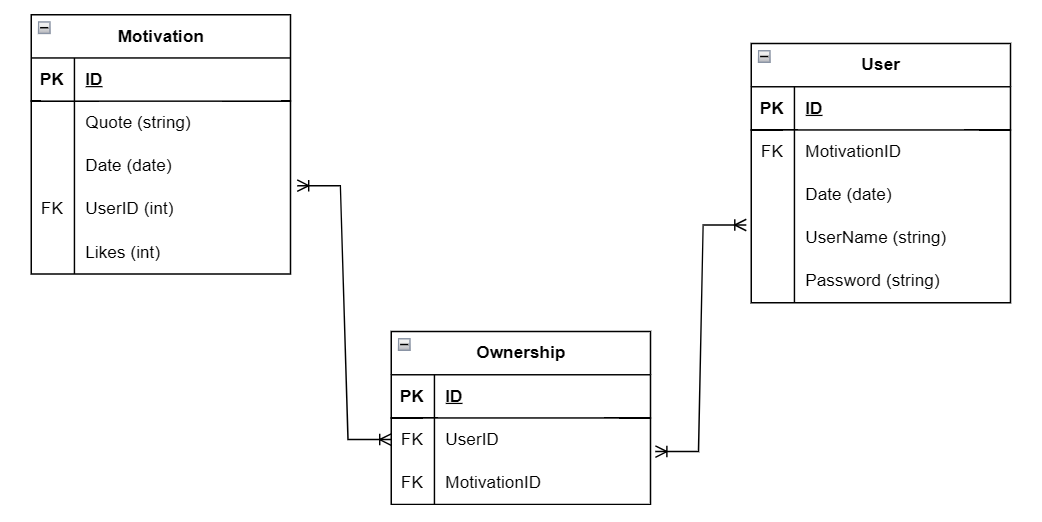 Motivation
PK ID
Quote (string)
Date (date)
FK UserID (int)
Likes (int)
User
PK ID
FK MotivationID
Date (date)
UserName (string)
Password (string)
Ownership
PK ID
FK UserID
FK MotivationID